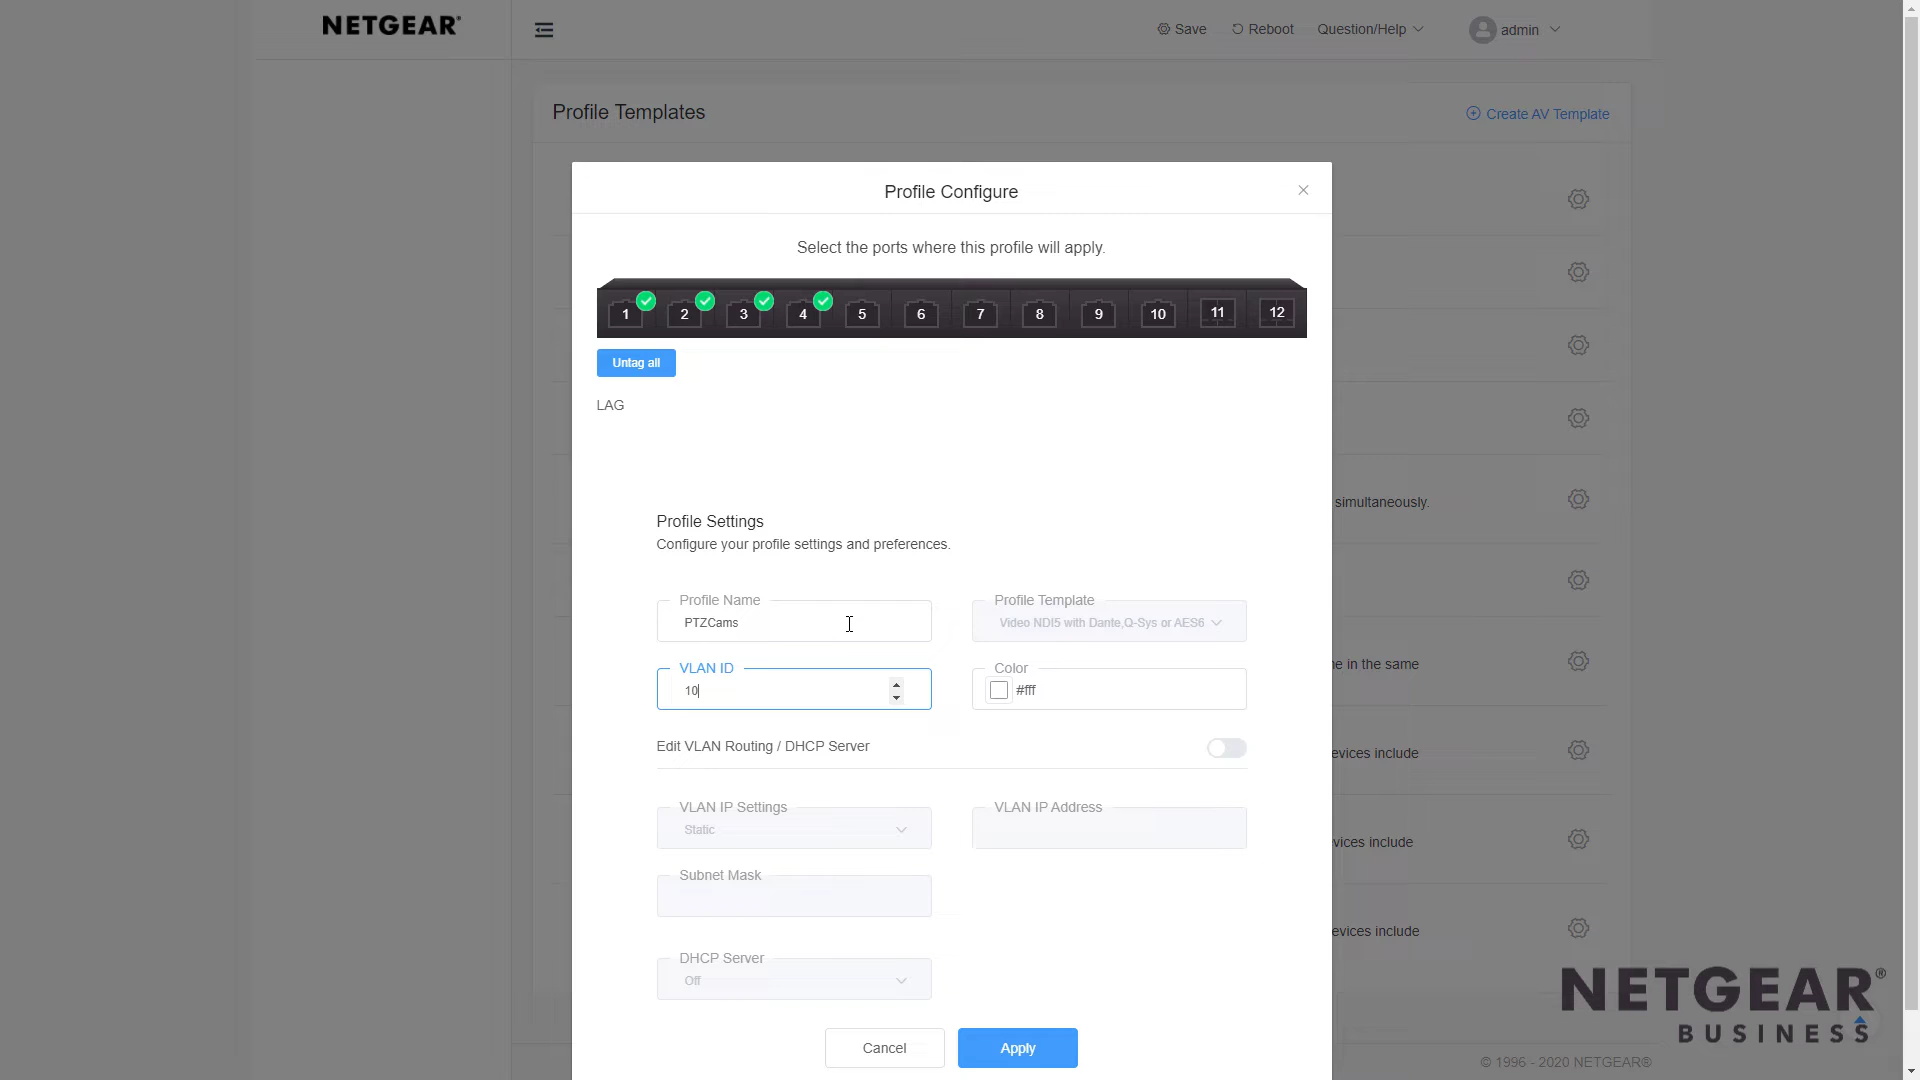 NETGEAR®
Save
Reboot
Question/Help
admin
Profile Templates
Create AV Template
Profile Configure
Select the ports where this profile will apply.
1 2 3 4 5 6 7 8 9 10 11 12
Untag all
LAG
simultaneously.
Profile Settings
Configure your profile settings and preferences.
Profile Name
PTZCams
Profile Template
Video NDI5 with Dante,Q-Sys or AES6
VLAN ID
10
Color
#fff
e in the same
Edit VLAN Routing / DHCP Server
evices include
VLAN IP Settings
Static
VLAN IP Address
vices include
Subnet Mask
evices include
DHCP Server
Off
Cancel
Apply
NETGEAR®
BUSINESS
© 1996 - 2020 NETGEAR®